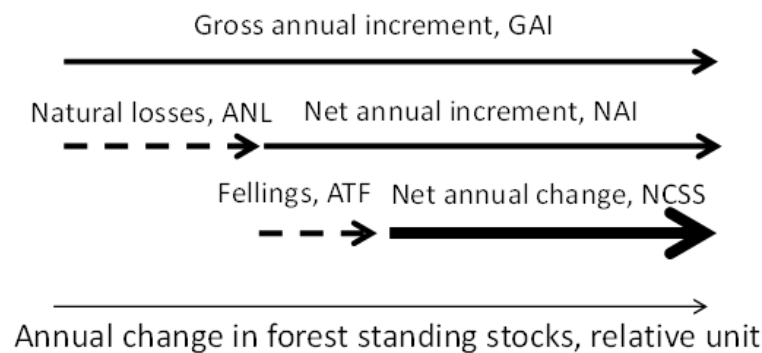 Gross annual increment, GAI
Natural losses, ANL Net annual increment, NAI
Fellings, ATF Net annual change, NCSS
Annual change in forest standing stocks, relative unit